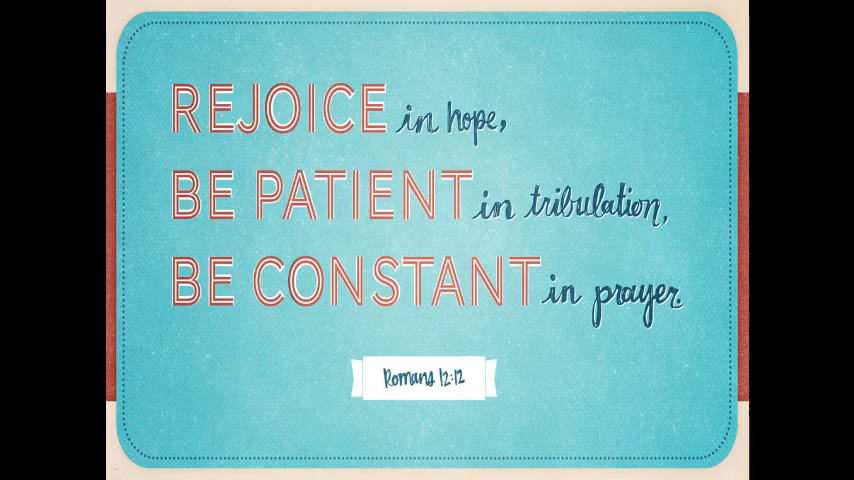 REJOICE in hope,
BE PATIENT in tribulation,
BE CONSTANT in prayer.
Romans 12:12